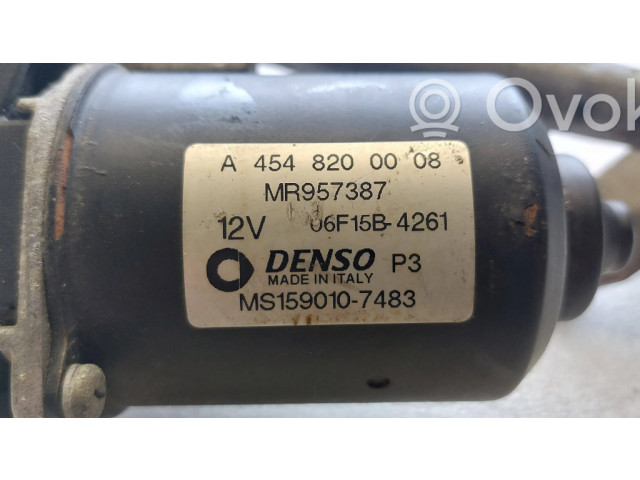 A 454 820 00 08
MR957387
12V 06F15B-4261
DENSO P3
MADE IN ITALY
MS159010-7483
Ovok